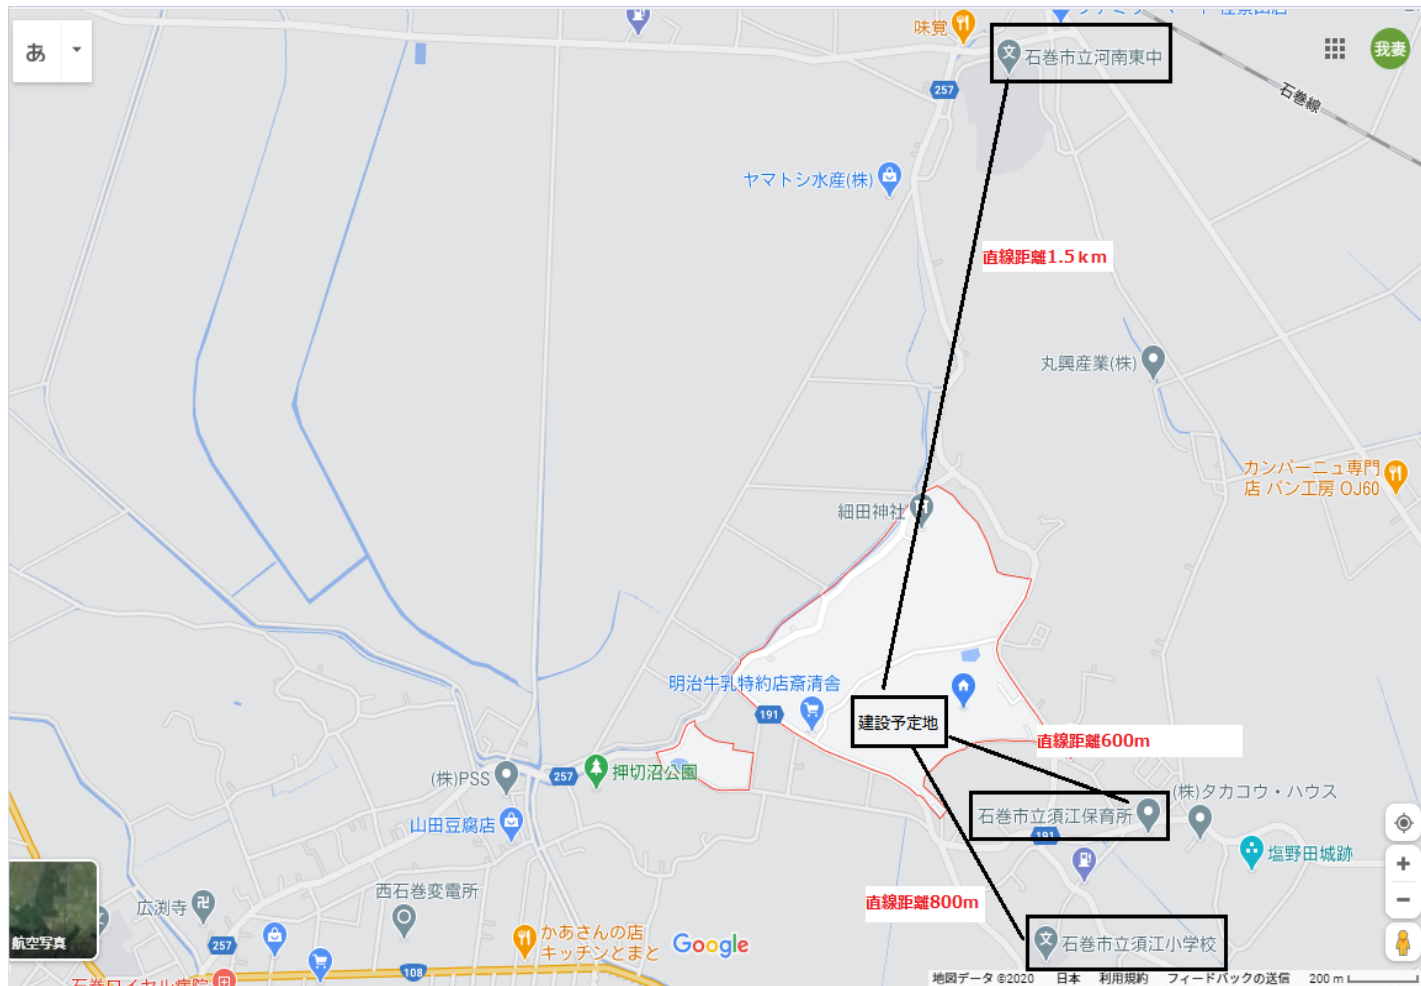 あ
味覚
石巻市立河南東中
我妻
257
石巻線
ヤマトシ水産(株)
直線距離1.5km
丸興産業(株)
カンパーニュ専門
店 パン工房 OJ60
細田神社
明治牛乳特約店斎清舎
191
建設予定地
直線距離600m
(株)PSS
257
押切沼公園
(株)タカコウ・ハウス
石巻市立須江保育所
山田豆腐店
191
塩野田城跡
西石巻変電所
直線距離800m
広渕寺
航空写真
257
かあさんの店
キッチンとまと
Google
石巻市立須江小学校
108
石巻ロイヤル病院
地図データ ©2020 日本 利用規約 フィードバックの送信 200 m